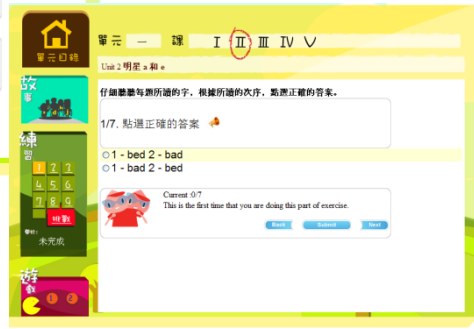 單元目錄
單元 一 課 I II III IV V
Unit 2 明星 a 和 e
故事
仔細聽聽每題所讀的字，根據所讀的次序，點選正確的答案。
1/7. 點選正確的答案
1 - bed 2 - bad
1 - bad 2 - bed
練習
1 2 3
4 5 6
7 8 9
挑戰
未完成
Current :0/7
This is the first time that you are doing this part of exercise.
Back Submit Next
遊戲
1 2